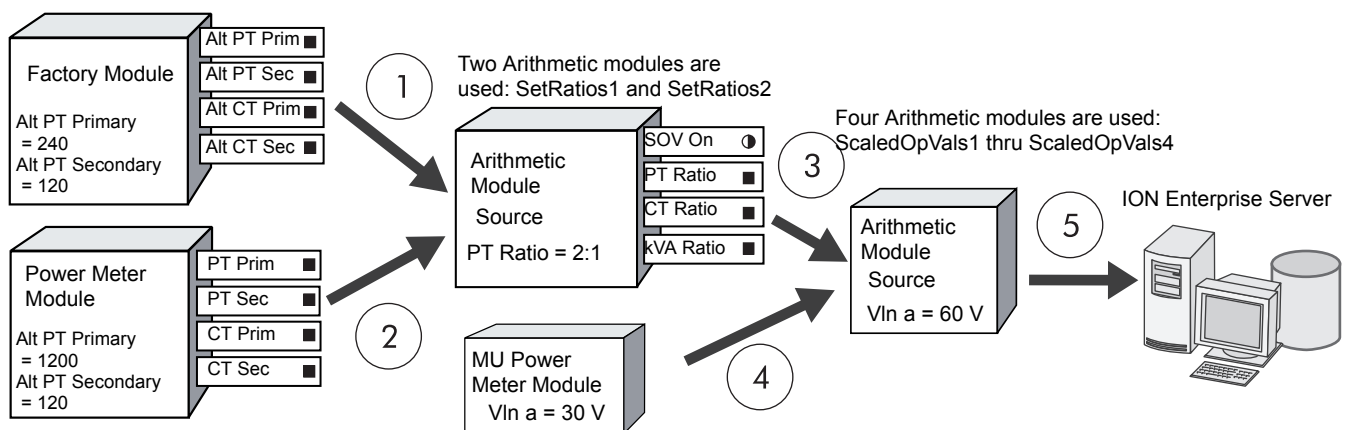 Factory Module
Alt PT Primary
= 240
Alt PT Secondary
= 120
Alt PT Prim
Alt PT Sec
Alt CT Prim
Alt CT Sec
1
Power Meter
Module
Alt PT Primary
= 1200
Alt PT Secondary
= 120
PT Prim
PT Sec
CT Prim
CT Sec
2
Two Arithmetic modules are
used: SetRatios1 and SetRatios2
Arithmetic
Module
Source
PT Ratio = 2:1
SOV On
PT Ratio
CT Ratio
kVA Ratio
3
MU Power
Meter Module
Vln a = 30 V
4
Four Arithmetic modules are used:
ScaledOpVals1 thru ScaledOpVals4
Arithmetic
Module
Source
Vln a = 60 V
5
ION Enterprise Server